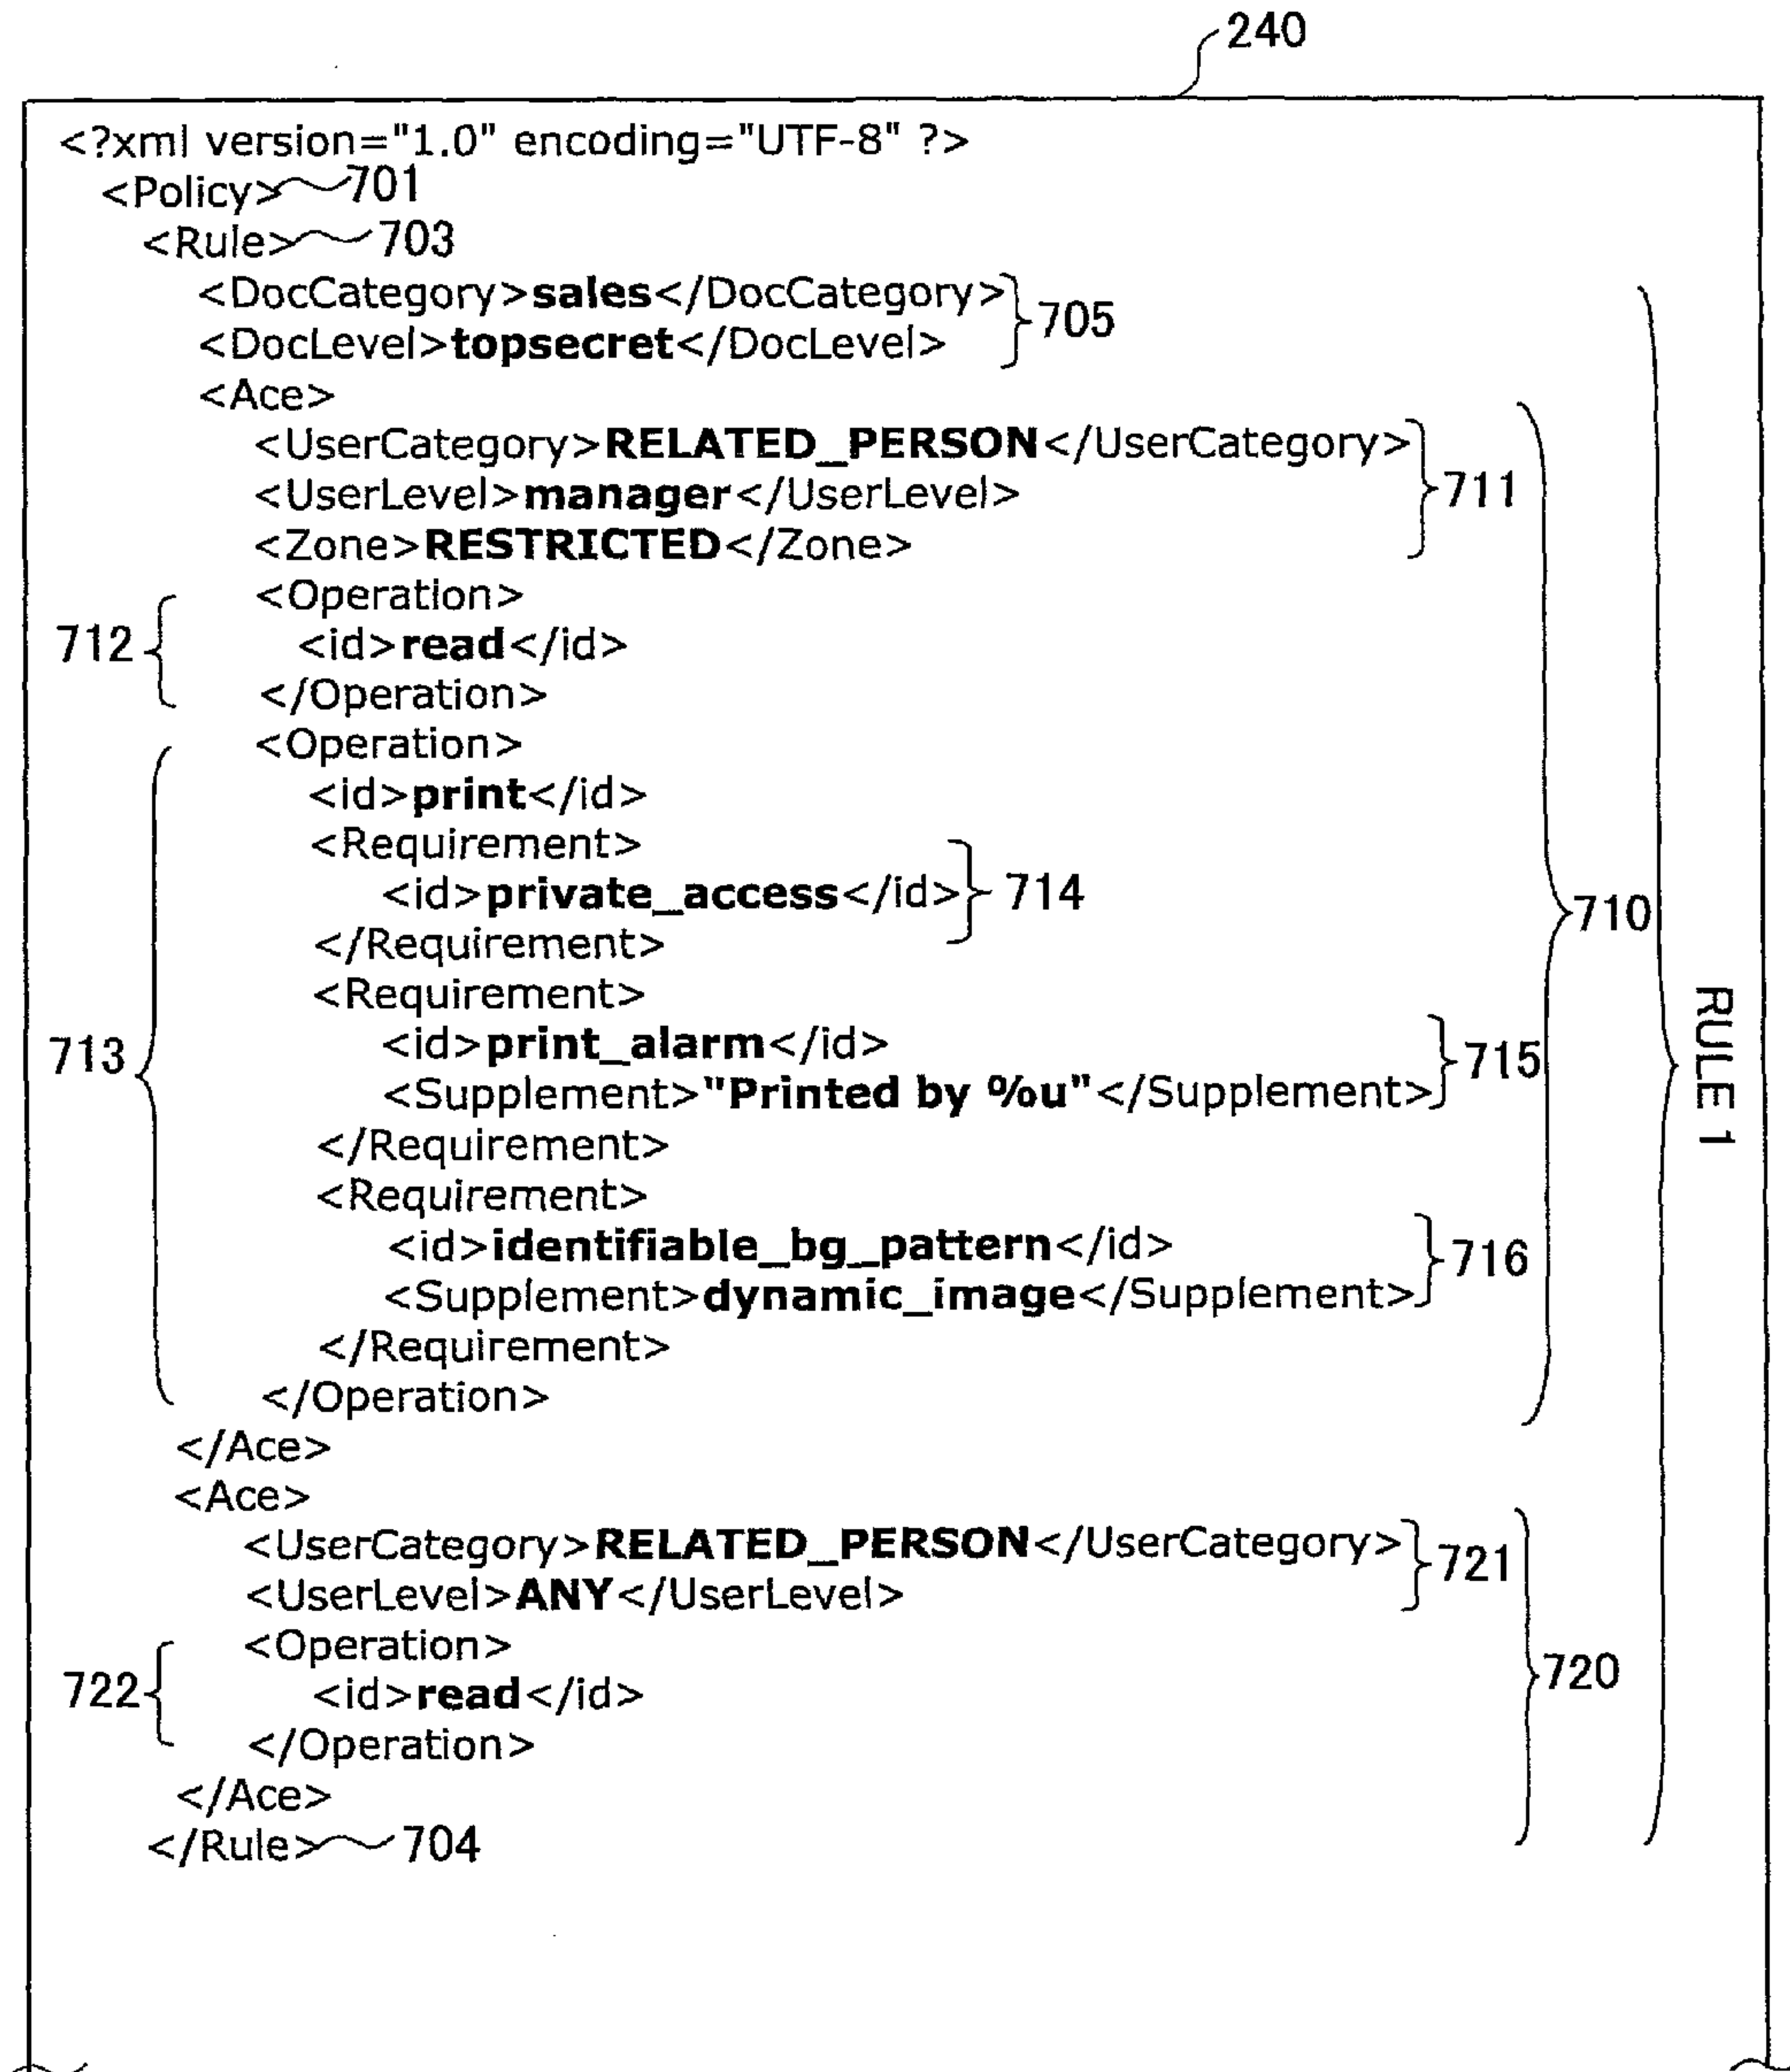 240
<?xml version="1.0" encoding="UTF-8" ?>
<Policy> 701
<Rule> 703
<DocCategory>sales</DocCategory>
705
<DocLevel>topsecret</DocLevel>
<Ace>
<UserCategory>RELATED_PERSON</UserCategory>
<UserLevel>manager</UserLevel> 711
<Zone>RESTRICTED</Zone>
<Operation>
712 <id>read</id>
</Operation>
<Operation>
<id>print</id>
<Requirement>
<id>private_access</id> 714
710
</Requirement>
<Requirement>
713 <id>print_alarm</id> 715
RULE 1
<Supplement>"Printed by %u"</Supplement>
</Requirement>
<Requirement>
<id>identifiable_bg_pattern</id> 716
<Supplement>dynamic_image</Supplement>
</Requirement>
</Operation>
</Ace>
<Ace>
<UserCategory>RELATED_PERSON</UserCategory> 721
<UserLevel>ANY</UserLevel>
<Operation>
722 <id>read</id> 720
</Operation>
</Ace>
</Rule> 704